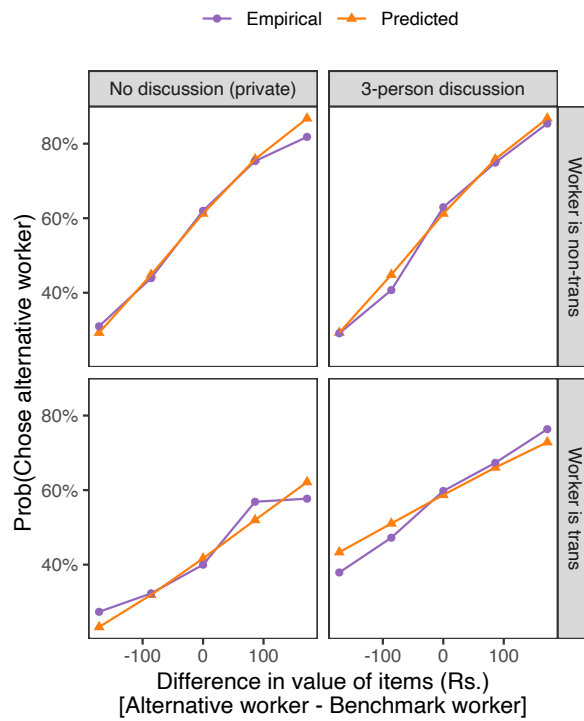 Empirical Predicted
No discussion (private) 3-person discussion
80%
60%
40%
Worker is non-trans
80%
60%
40%
Worker is trans
Prob(Chose alternative worker)
-100 0 100 -100 0 100
Difference in value of items (Rs.)
[Alternative worker - Benchmark worker]